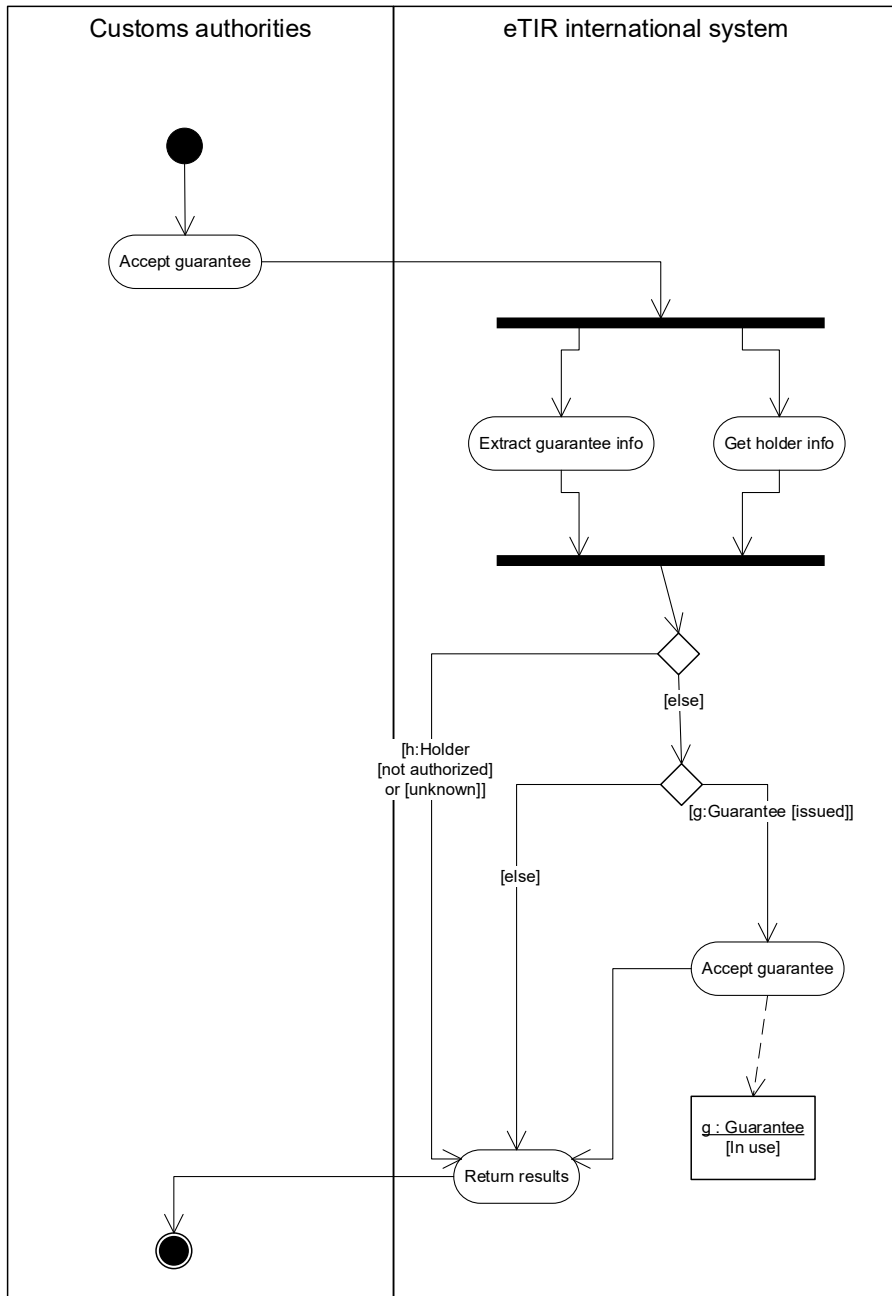 Customs authorities
eTIR international system
Accept guarantee
Extract guarantee info
Get holder info
[else]
[h:Holder
[not authorized]
or [unknown]]
[g:Guarantee [issued]]
[else]
Accept guarantee
g : Guarantee
[In use]
Return results